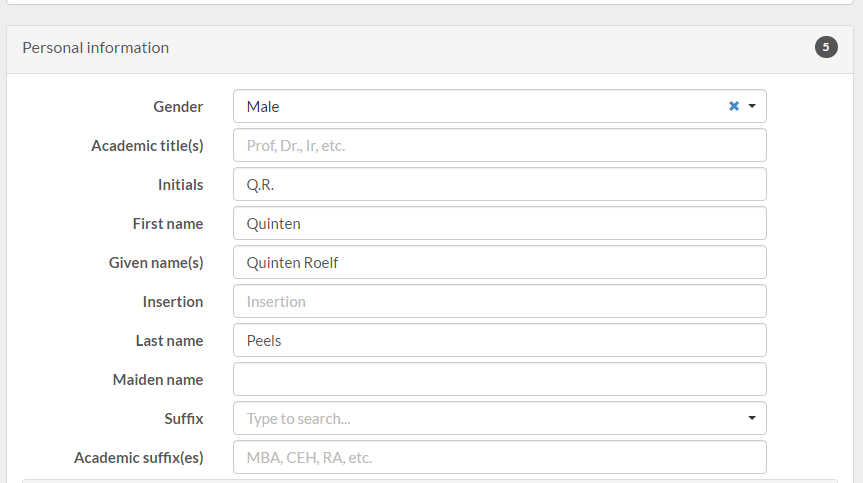 Personal information 5
Gender Male
Academic title(s) Prof, Dr., Ir, etc.
Initials Q.R.
First name Quinten
Given name(s) Quinten Roelf
Insertion Insertion
Last name Peels
Maiden name
Suffix Type to search...
Academic suffix(es) MBA, CEH, RA, etc.